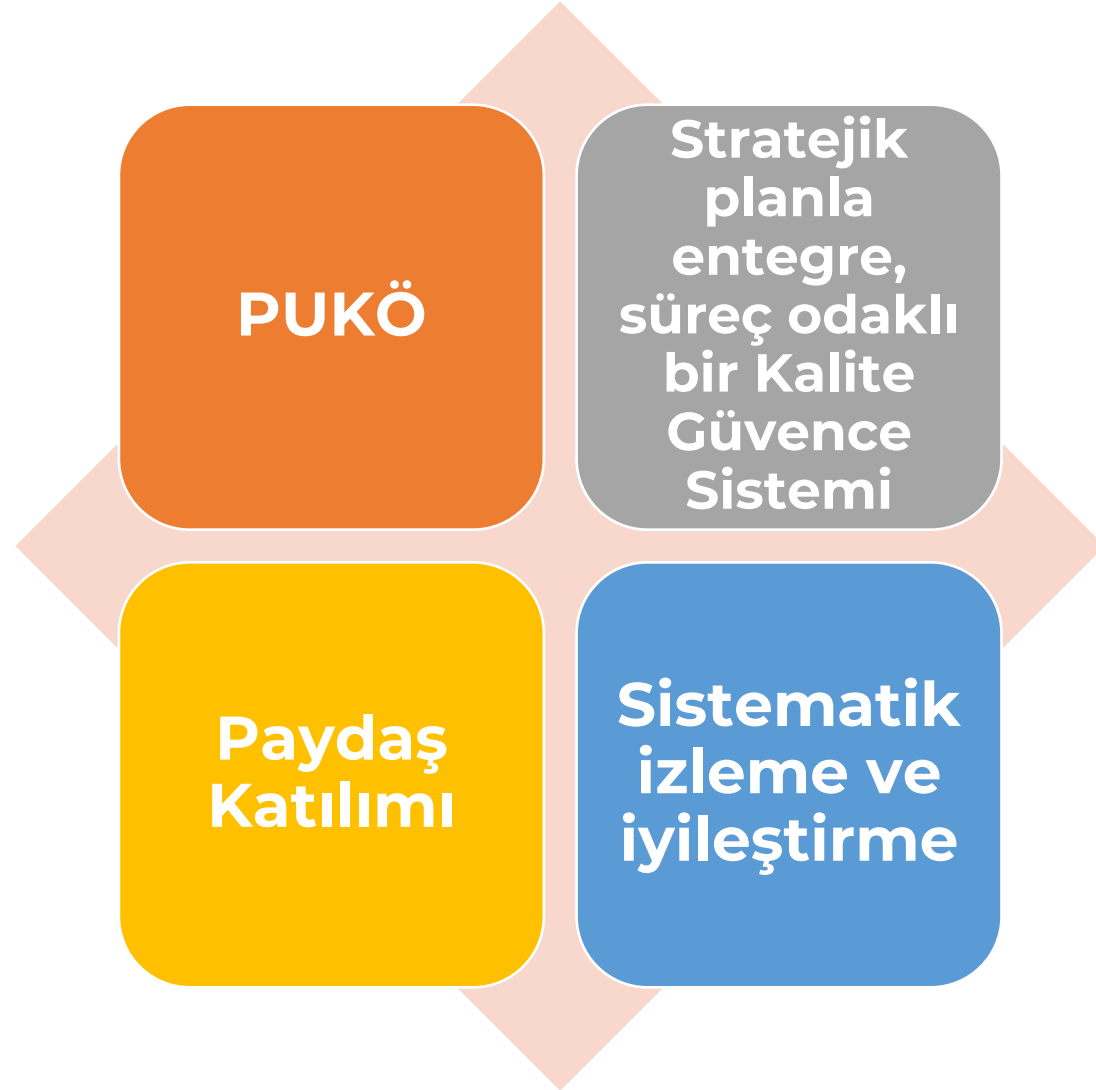 PUKÖ
Stratejik
planla
entegre,
süreç odaklı
bir Kalite
Güvence
Sistemi
Paydaş
Katılımı
Sistematik
izleme ve
iyileştirme